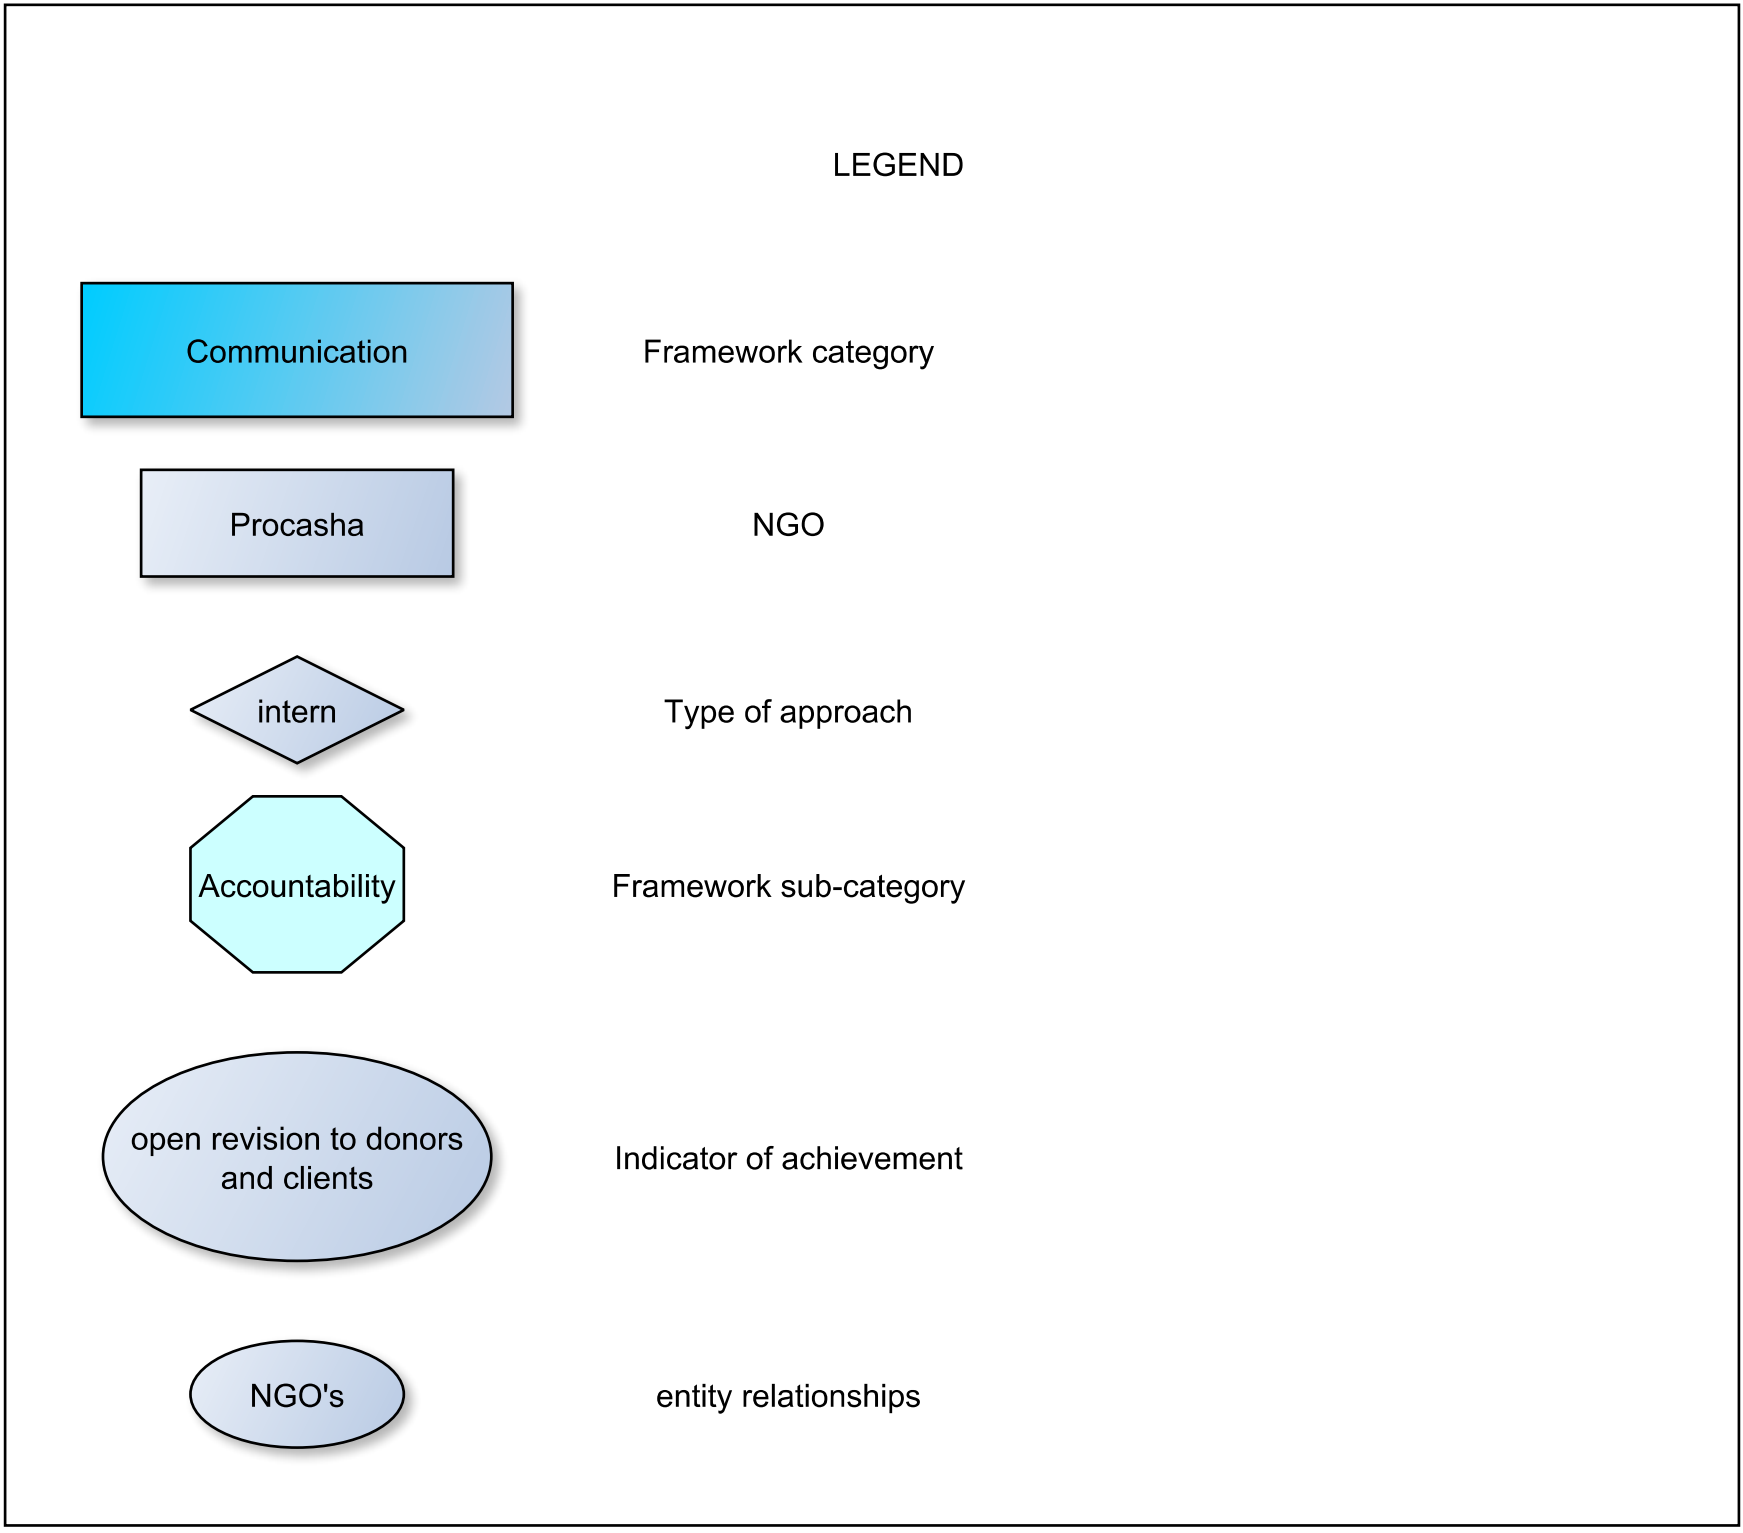 LEGEND
Communication
Framework category
Procasha
NGO
intern
Type of approach
Accountability
Framework sub-category
open revision to donors
and clients
Indicator of achievement
NGO's
entity relationships